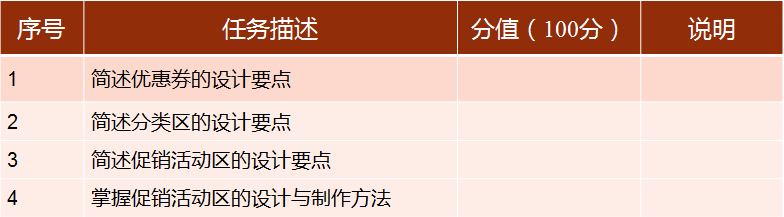 序号 任务描述 分值（100分） 说明
1 简述优惠券的设计要点
2 简述分类区的设计要点
3 简述促销活动区的设计要点
4 掌握促销活动区的设计与制作方法